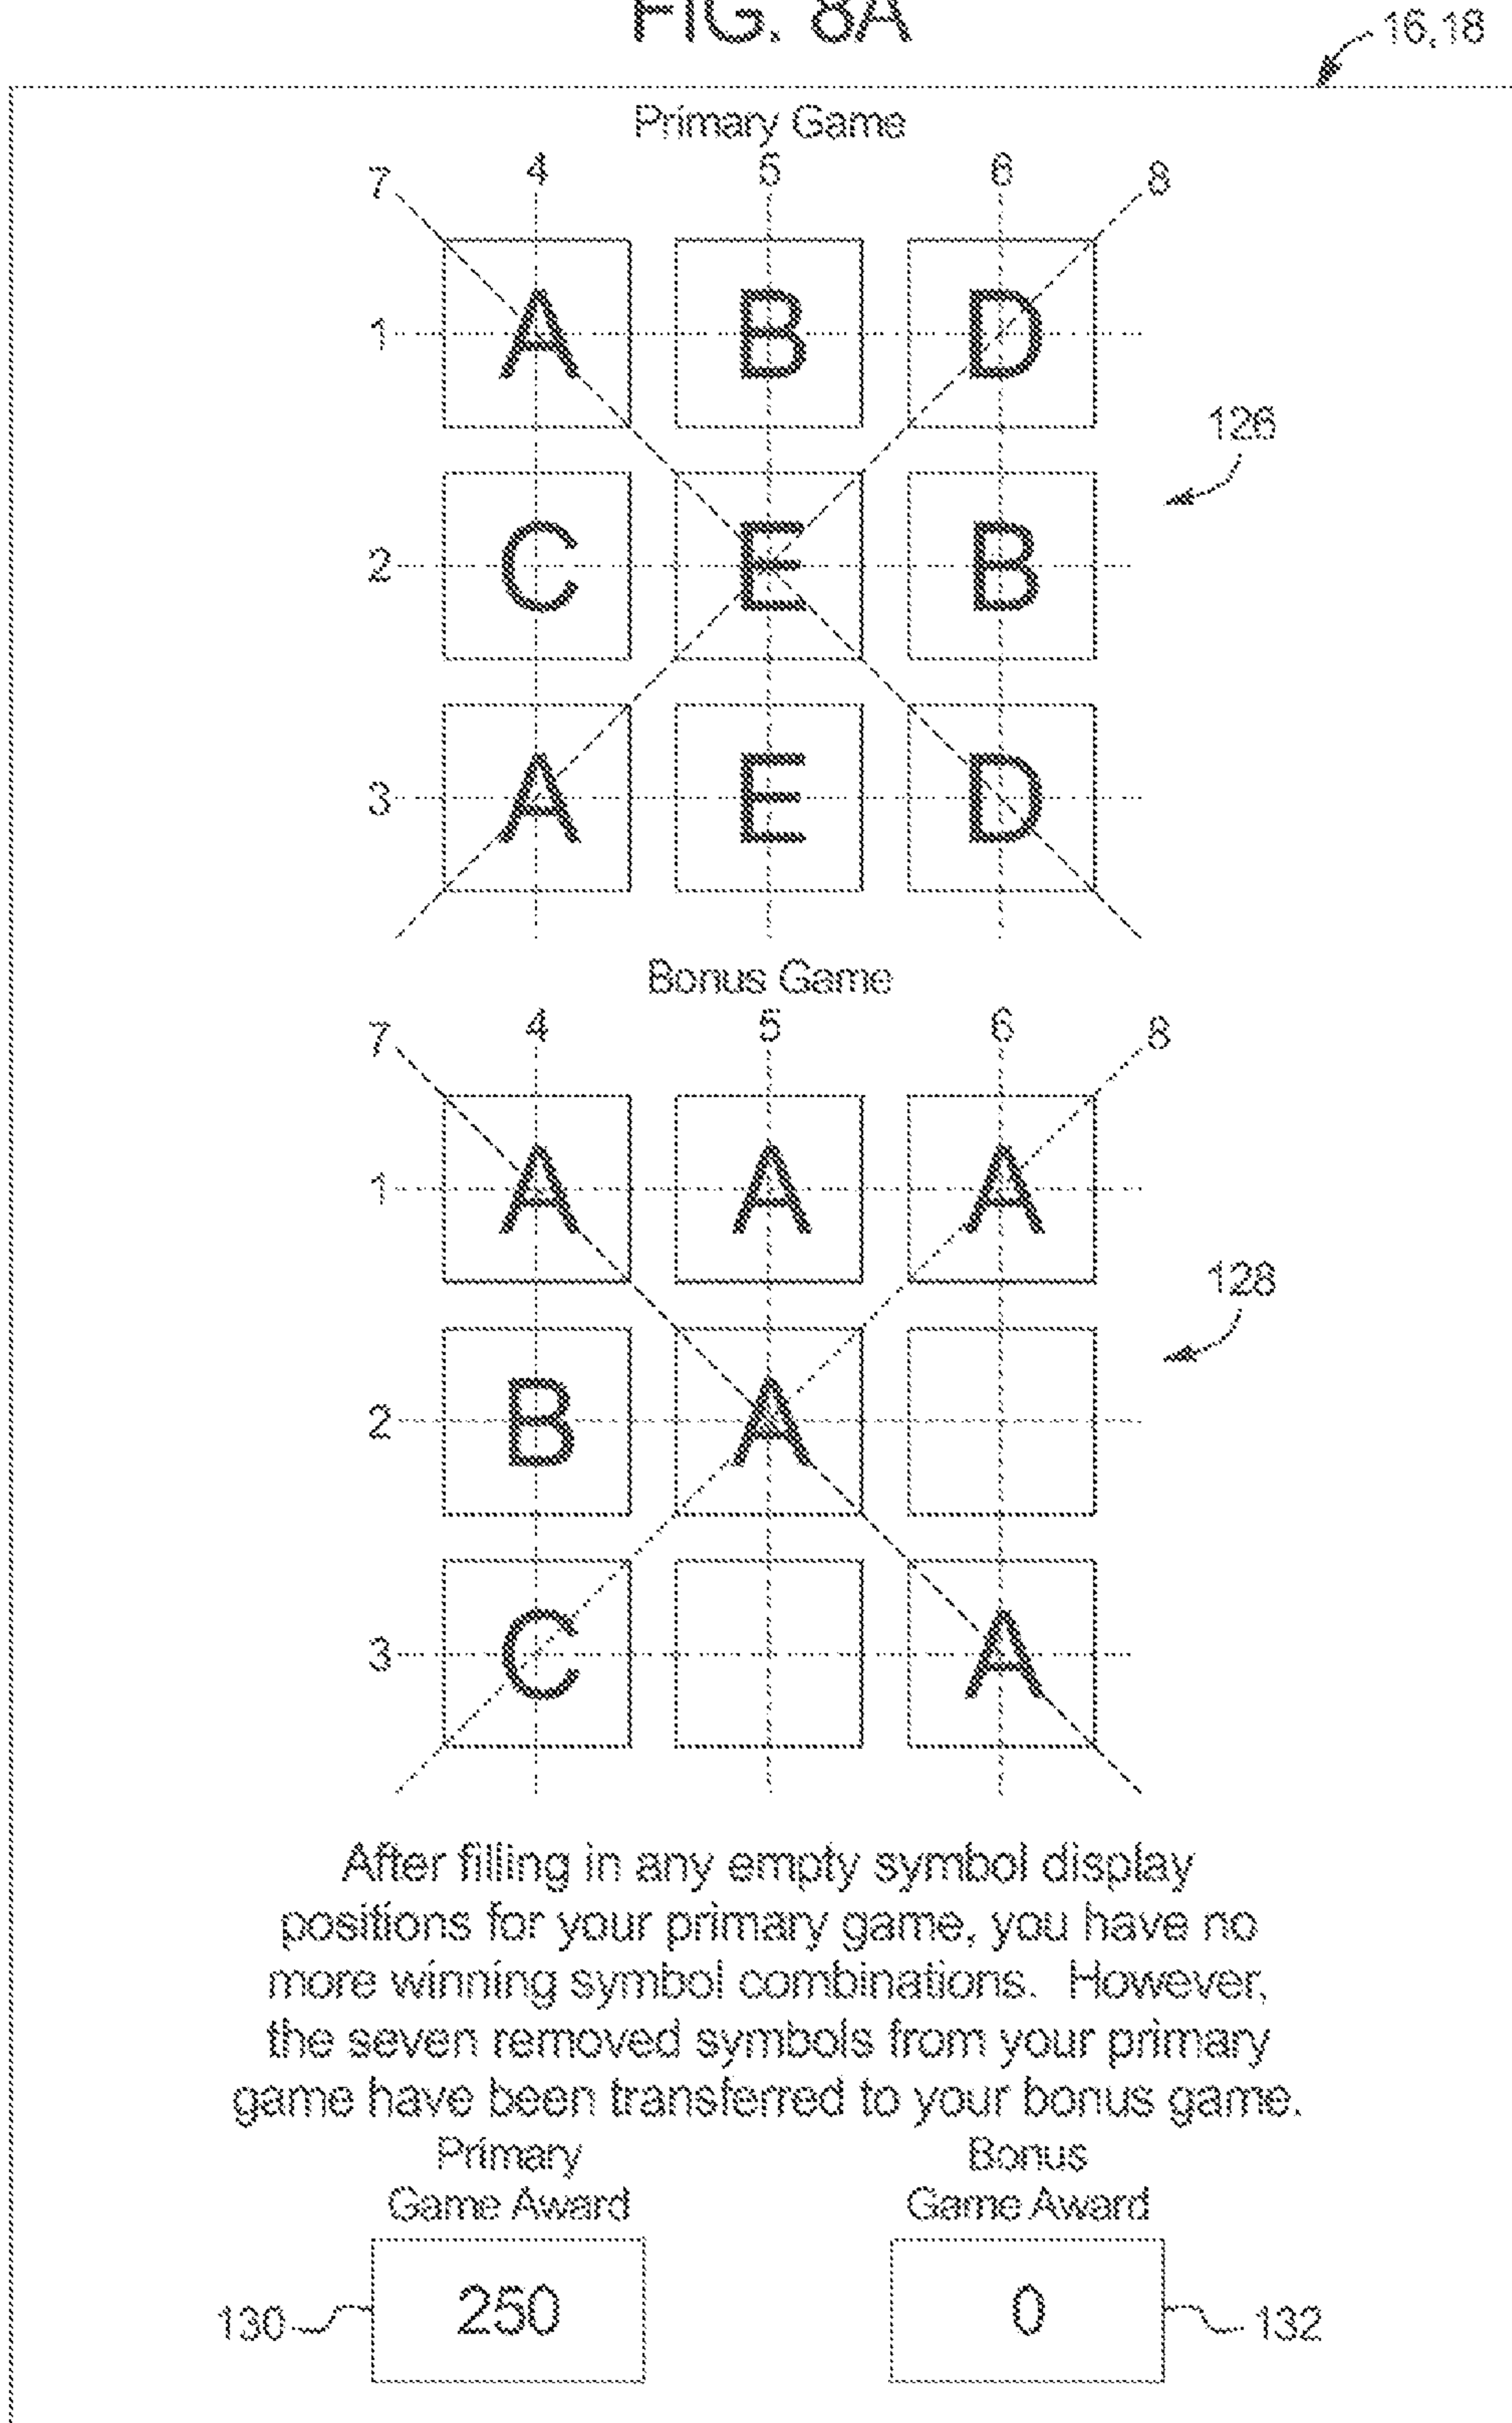 FIG. 8A
16,18
Primary Game
7 4 5 6 8
1 A B D
126
2 C E B
3 A E D
Bonus Game
7 4 5 6 8
1 A A A
128
2 B A
3 C A
After filling in any empty symbol display
positions for your primary game, you have no
more winning symbol combinations. However,
the seven removed symbols from your primary
game have been transferred to your bonus game.
Primary Bonus
Game Award Game Award
130 250 0 132